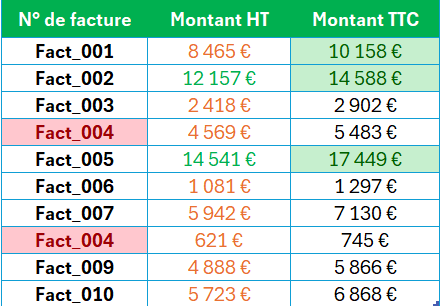 N° de facture Montant HT Montant TTC
Fact_001 8 465 € 10 158 €
Fact_002 12 157 € 14 588 €
Fact_003 2 418 € 2 902 €
Fact_004 4 569 € 5 483 €
Fact_005 14 541 € 17 449 €
Fact_006 1 081 € 1 297 €
Fact_007 5 942 € 7 130 €
Fact_004 621 € 745 €
Fact_009 4 888 € 5 866 €
Fact_010 5 723 € 6 868 €